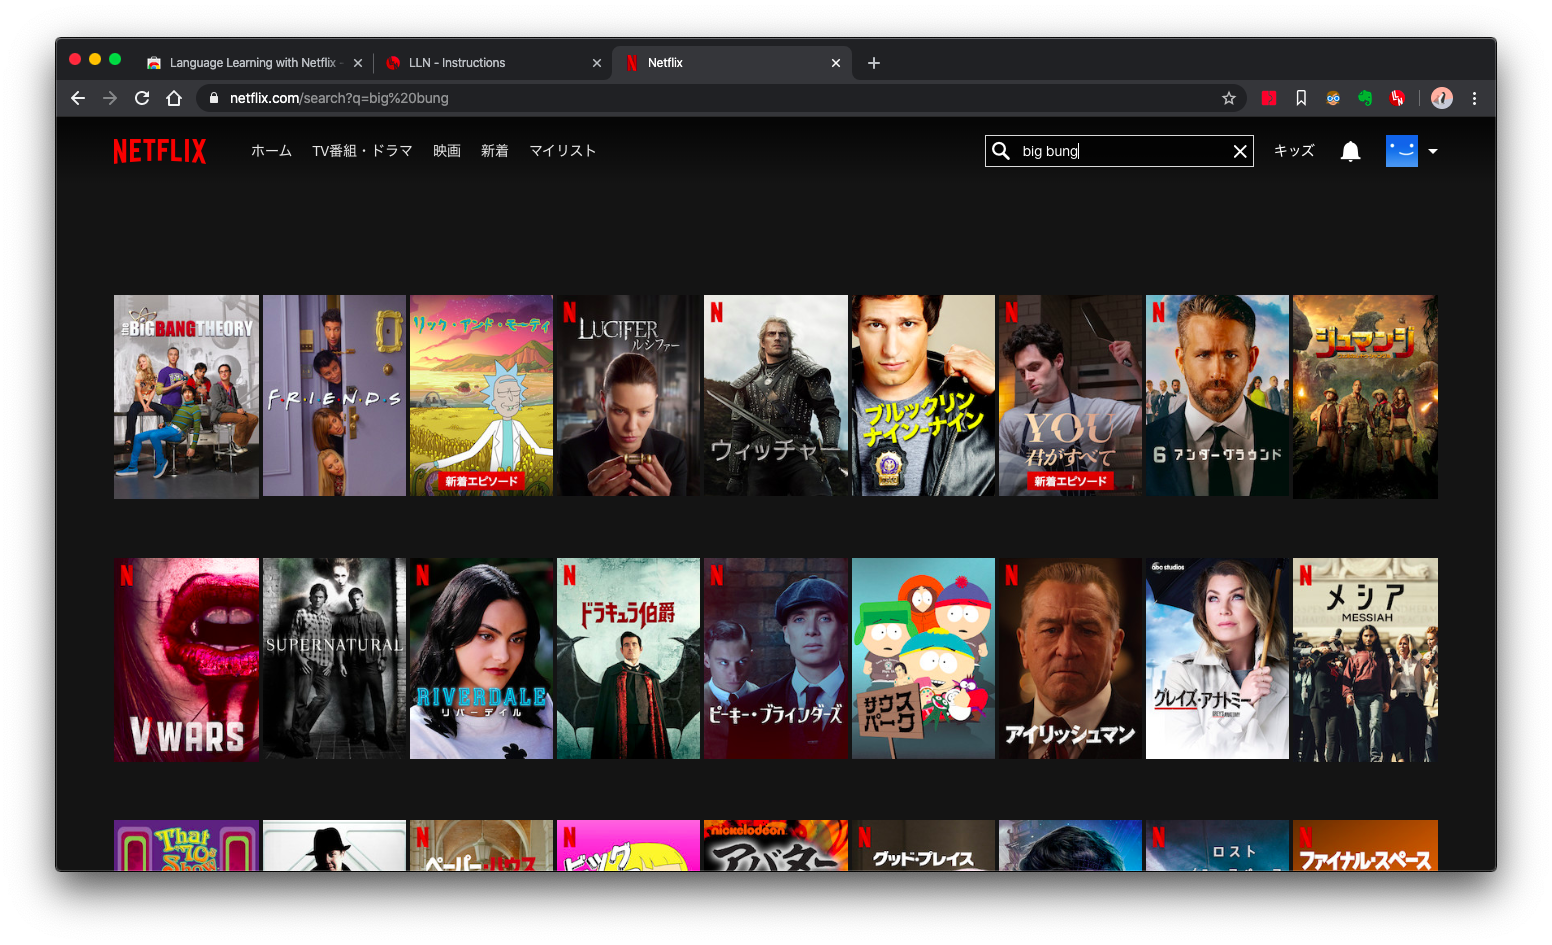 Language Learning with Netflix -
LLN - Instructions
Netflix
netflix.com/search?q=big%20bung
NETFLIX
ホーム
TV番組・ドラマ
映画
新着
マイリスト
big bung
キッズ
the BIG BANG THEORY
F·R·I·E·N·D·S
リック・アンド・モーティ
新着エピソード
N
LUCIFER
ルシファー
N
ウィッチャー
ブルックリン
ナイン-ナイン
N
YOU
君がすべて
新着エピソード
N
6 アンダーグラウンド
ジュマンジ
N
V WARS
SUPERNATURAL
N
RIVERDALE
リバーデイル
N
ドラキュラ伯爵
N
ピーキー・ブラインダーズ
サウス
パーク
N
アイリッシュマン
abc studios
グレイズ・アナトミー
N
メシア
MESSIAH
That
'70s
Show
N
ペーパー・ハウス
N
ビッグ
nickelodeon
アバター
N
グッド・プレイス
N
ロスト
N
ファイナル・スペース